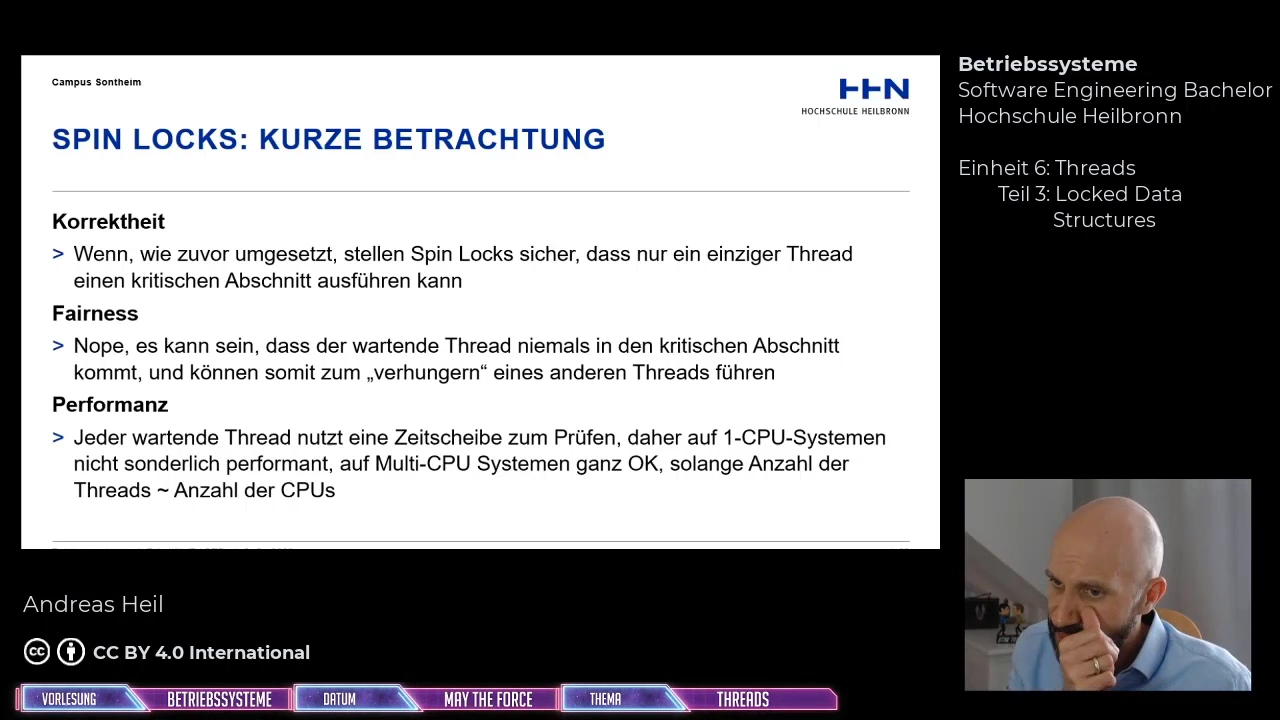 Campus Sontheim
HHN
HOCHSCHULE HEILBRONN
SPIN LOCKS: KURZE BETRACHTUNG
Korrektheit
> Wenn, wie zuvor umgesetzt, stellen Spin Locks sicher, dass nur ein einziger Thread
einen kritischen Abschnitt ausführen kann
Fairness
> Nope, es kann sein, dass der wartende Thread niemals in den kritischen Abschnitt
kommt, und können somit zum „verhungern“ eines anderen Threads führen
Performanz
> Jeder wartende Thread nutzt eine Zeitscheibe zum Prüfen, daher auf 1-CPU-Systemen
nicht sonderlich performant, auf Multi-CPU Systemen ganz OK, solange Anzahl der
Threads ~ Anzahl der CPUs
Betriebssysteme
Software Engineering Bachelor
Hochschule Heilbronn
Einheit 6: Threads
Teil 3: Locked Data
Structures
Andreas Heil
cc CC BY 4.0 International
VORLESUNG BETRIEBSSYSTEME DATUM MAY THE FORCE THEMA THREADS